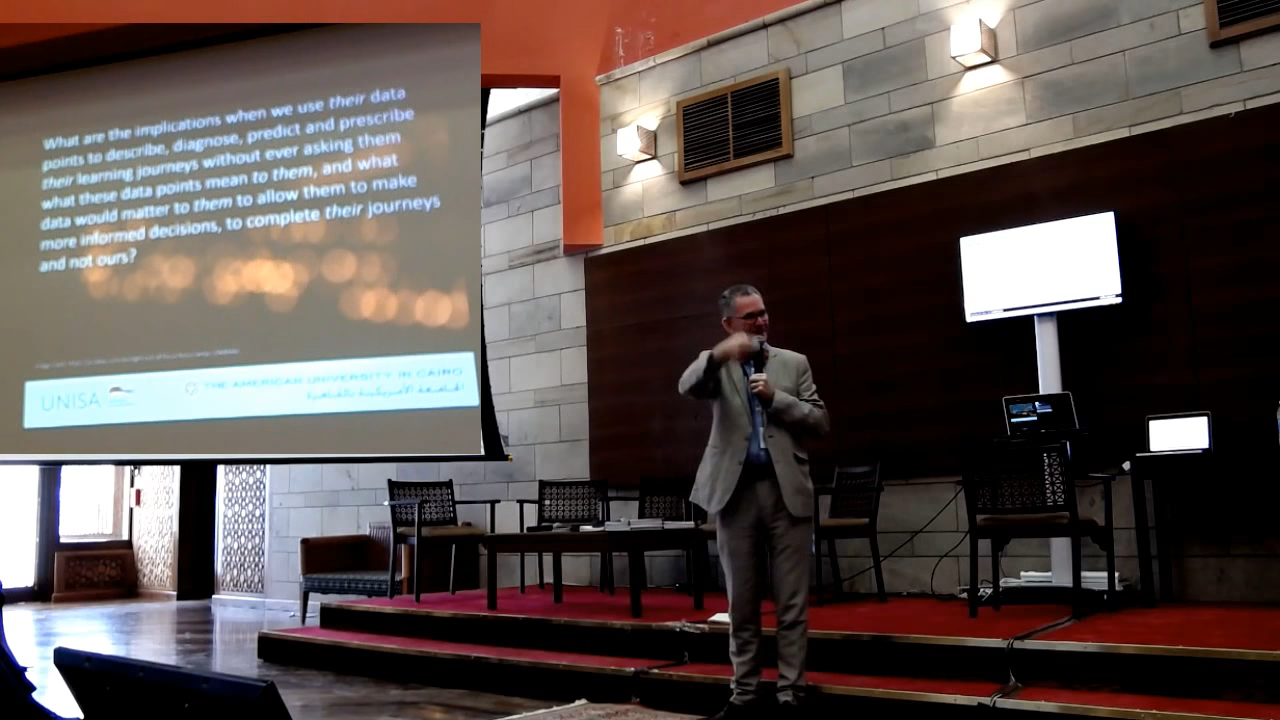 What are the implications when we use their data
points to describe, diagnose, predict and prescribe
their learning journeys without ever asking them
what these data points mean to them, and what
data would matter to them to allow them to make
more informed decisions, to complete their journeys
and not ours?
UNISA
THE AMERICAN UNIVERSITY IN CAIRO
الجامعة الأمريكية بالقاهرة